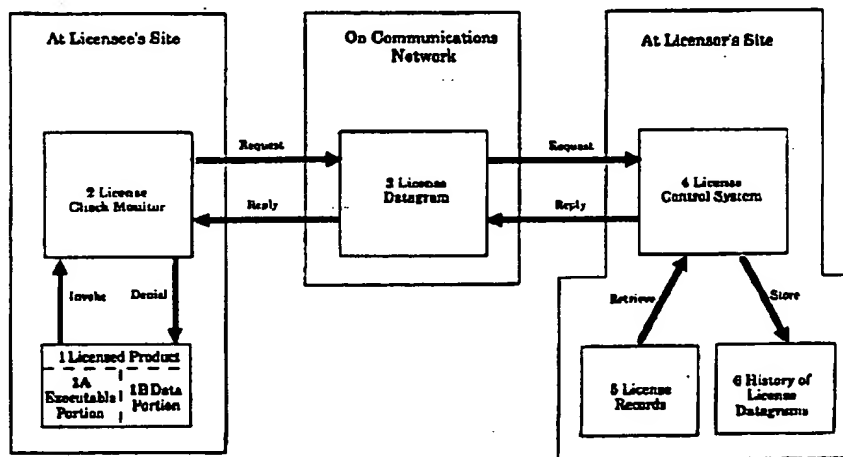 At Licensee's Site
On Communications
Network
At Licensor's Site
Request
Request
2 License
Check Monitor
3 License
Datagram
4 License
Control System
Reply
Reply
Invoke
Denial
Retrieve
Store
1 Licensed Product
1A
Executable
Portion
1B Data
Portion
5 License
Records
6 History of
License
Datagrams